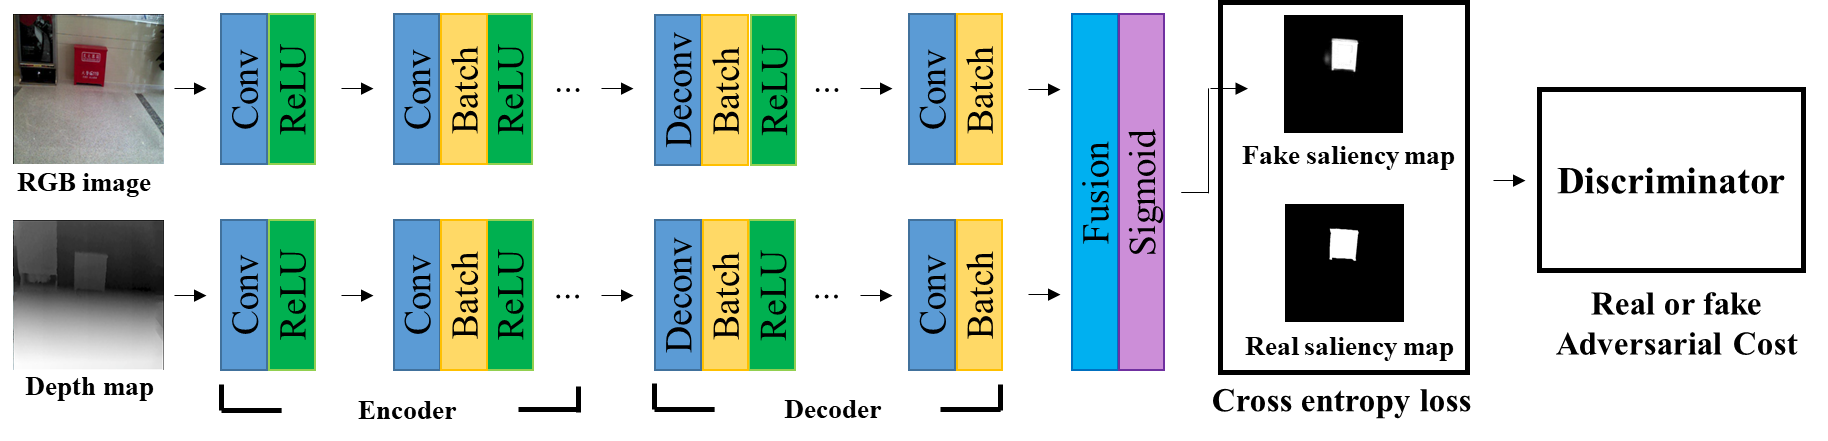 Conv
ReLU
Conv
Batch
ReLU
...
Deconv
Batch
ReLU
...
Conv
Batch
RGB image
Fusion
Sigmoid
Fake saliency map
Real saliency map
Cross entropy loss
Discriminator
Real or fake
Adversarial Cost
Conv
ReLU
Conv
Batch
ReLU
...
Deconv
Batch
ReLU
...
Conv
Batch
Depth map
Encoder
Decoder